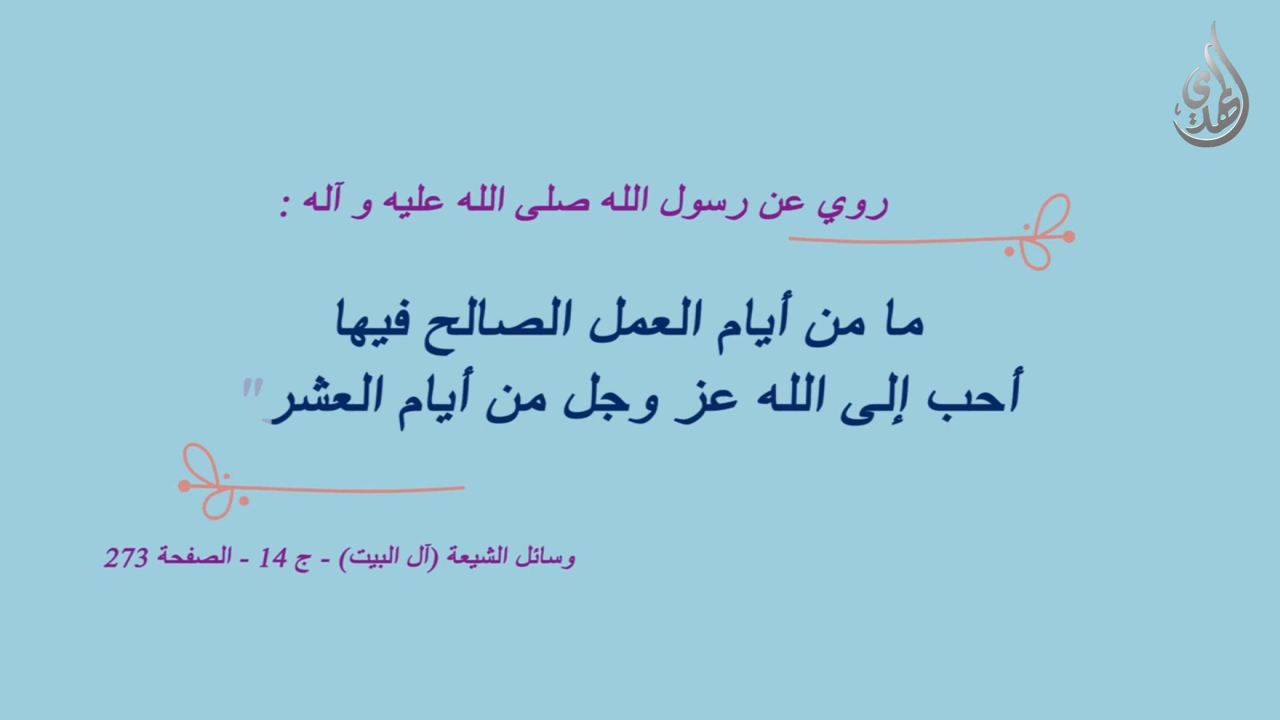 المهدي
روي عن رسول الله صلى الله عليه و آله :
ما من أيام العمل الصالح فيها
أحب إلى الله عز وجل من أيام العشر"
وسائل الشيعة (آل البيت) - ج 14 - الصفحة 273